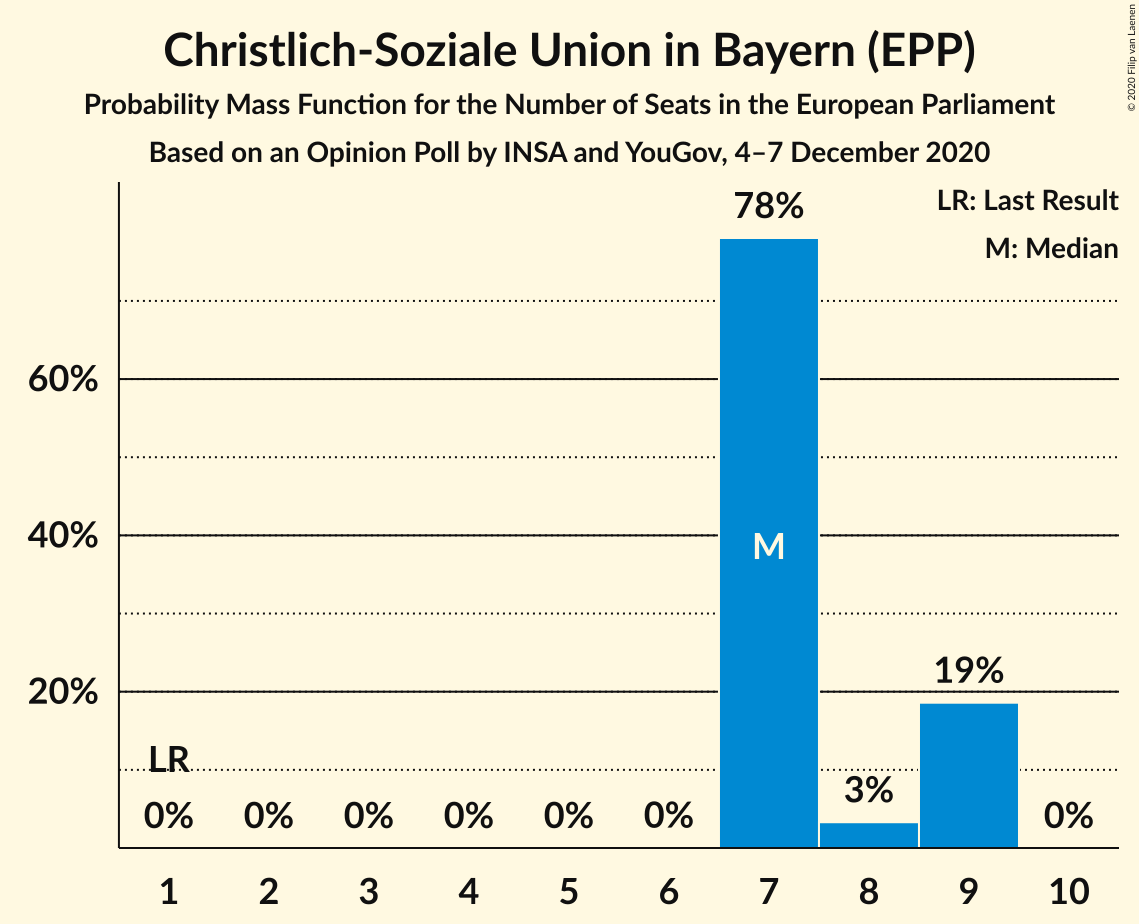 Christlich-Soziale Union in Bayern (EPP)
Probability Mass Function for the Number of Seats in the European Parliament
Based on an Opinion Poll by INSA and YouGov, 4–7 December 2020
© 2020 Filip van Laenen
LR: Last Result
M: Median
78%
60%
40%
M
20%
19%
LR
3%
0% 0% 0% 0% 0% 0% 0%
1 2 3 4 5 6 7 8 9 10